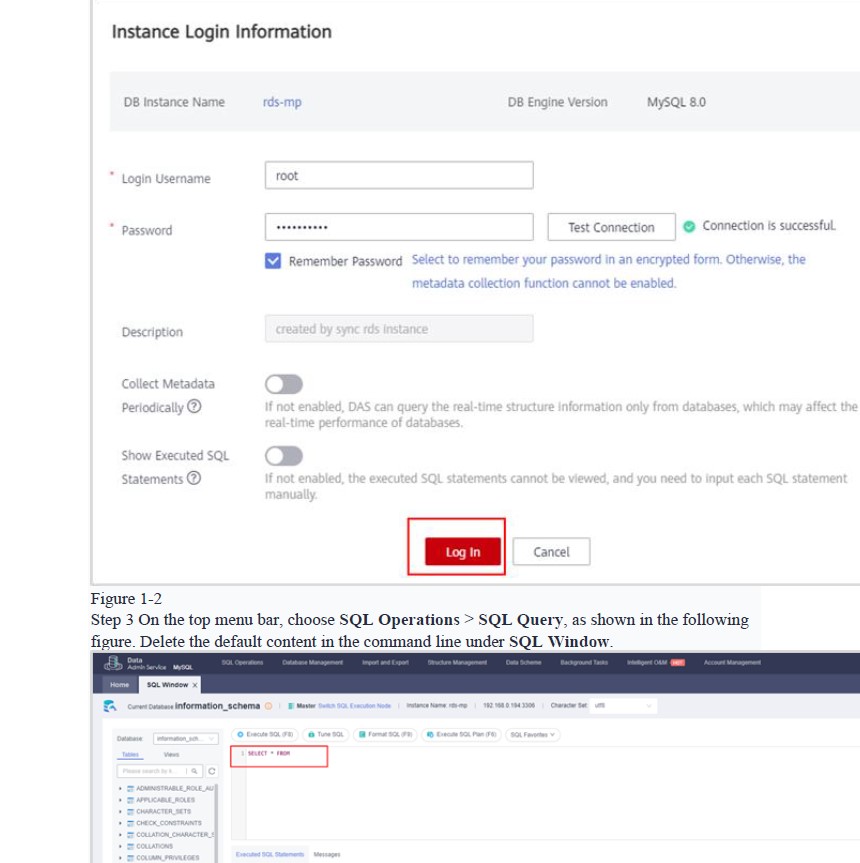 Instance Login Information
DB Instance Name rds-mp DB Engine Version MySQL 8.0
* Login Username root
* Password •••••••••• Test Connection Connection is successful.
Remember Password Select to remember your password in an encrypted form. Otherwise, the
metadata collection function cannot be enabled.
Description created by sync rds instance
Collect Metadata
Periodically
If not enabled, DAS can query the real-time structure information only from databases, which may affect the
real-time performance of databases.
Show Executed SQL
Statements
If not enabled, the executed SQL statements cannot be viewed, and you need to input each SQL statement
manually.
Log In Cancel
Figure 1-2
Step 3 On the top menu bar, choose SQL Operations > SQL Query, as shown in the following
figure. Delete the default content in the command line under SQL Window.
Data
Admin Service MySQL SQL Operations Database Management Import and Export Structure Management Data Scheme Background Tasks Intelligent O&M HOT Account Management
Home SQL Window X
Current Database: information_schema Master Switch SQL Execution Node Instance Name: rds-mp 192.168.0.194:3306 Character Set: utf8
Database: information_sch... Execute SQL (F8) Tune SQL Format SQL (F9) Execute SQL Plan (F6) SQL Favorites
Tables Views
1 SELECT * FROM
Please search by k...
ADMINISTRABLE_ROLE_AU
APPLICABLE_ROLES
CHARACTER_SETS
CHECK_CONSTRAINTS
COLLATION_CHARACTER_S
COLLATIONS
COLUMN_PRIVILEGES
Executed SQL Statements Messages